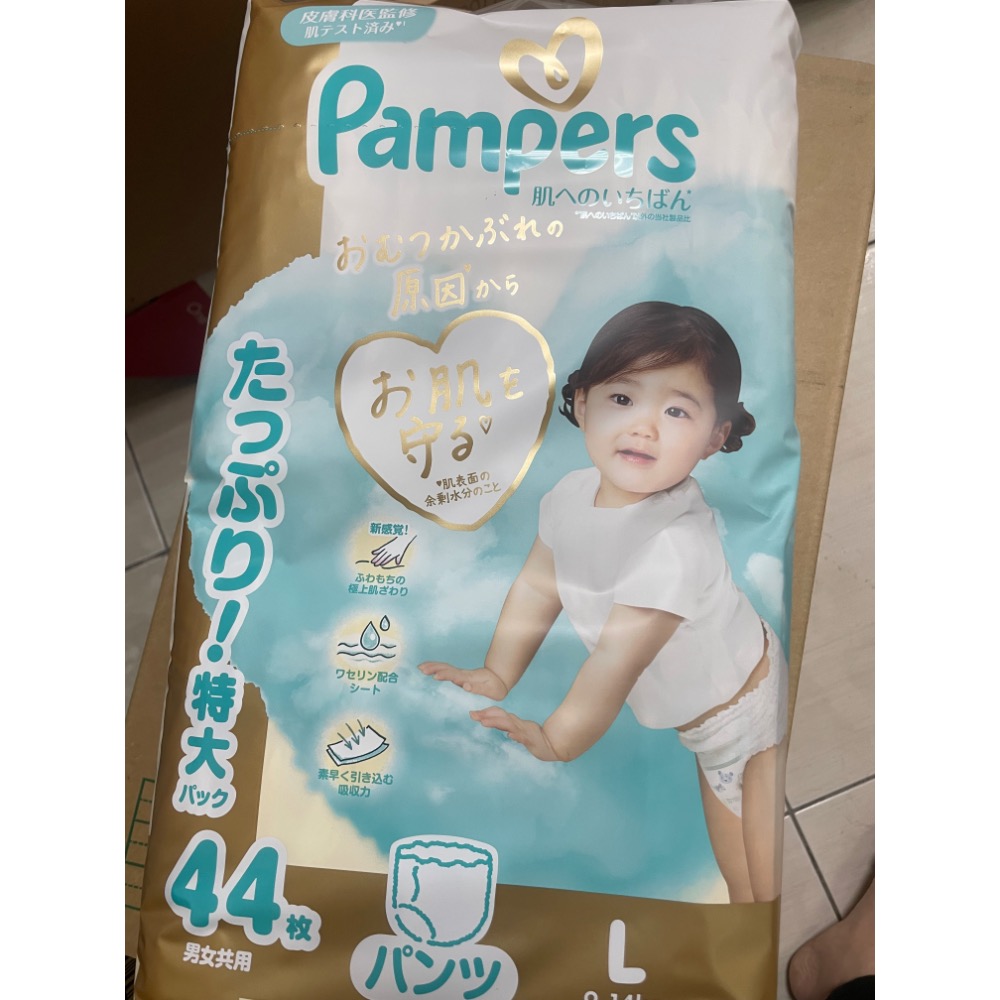 皮膚科医監修
肌テスト済み
Pampers
肌へのいちばん
おむつかぶれの
原因から
お肌を
守る
肌表面の
余剰水分のこと
たっぷり!特大
パック
新感覚!
ふわもちの
極上肌ざわり
ワセリン配合
シート
素早く引き込む
吸収力
44枚
男女共用
パンツ
L